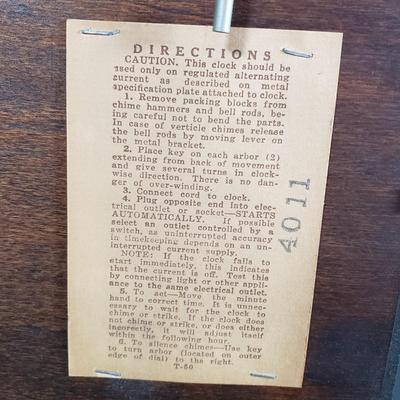 DIRECTIONS
CAUTION. This clock should be
used only on regulated alternating
current as described on metal
specification plate attached to clock.
1. Remove packing blocks from
chime hammers and bell rods, be-
ing careful not to bend the parts.
In case of verticle chimes release
the bell rods by moving lever on
the metal bracket.
2. Place key on each arbor (2)
extending from back of movement
and give several turns in clock-
wise direction. There is no dan-
ger of over-winding.
3. Connect cord to clock.
4. Plug opposite end into elec-
trical outlet or socket—STARTS
AUTOMATICALLY. If possible
select an outlet controlled by a
switch, as uninterrupted accuracy
in timekeeping depends on an un-
interrupted current supply.
NOTE: If the clock fails to
start immediately, this indicates
that the current is off. Test this
by connecting light or other appli-
ance to the same electrical outlet.
5. To set—Move the minute
hand to correct time. It is unnec-
essary to wait for the clock to
chime or strike. If the clock does
not chime or strike, or does either
incorrectly, it will adjust itself
within the following hour.
6. To silence chimes—Use key
to turn arbor (located on outer
edge of dial) to the right.
T-50
4011